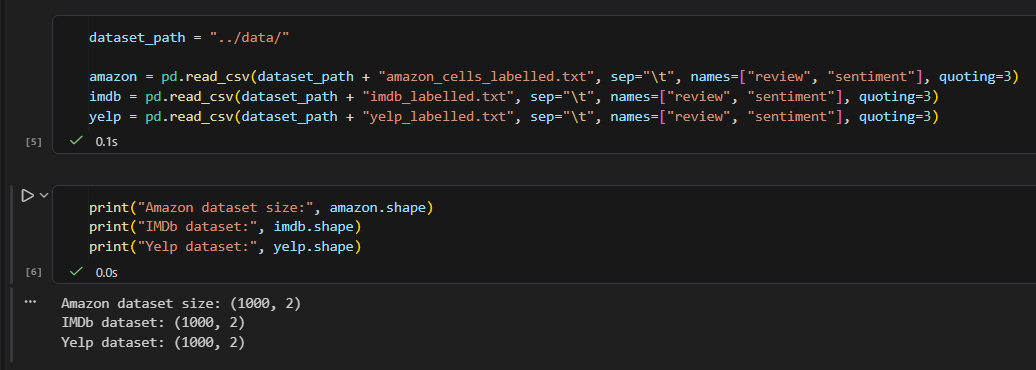 dataset_path = "../data/"
amazon = pd.read_csv(dataset_path + "amazon_cells_labelled.txt", sep="\t", names=["review", "sentiment"], quoting=3)
imdb = pd.read_csv(dataset_path + "imdb_labelled.txt", sep="\t", names=["review", "sentiment"], quoting=3)
yelp = pd.read_csv(dataset_path + "yelp_labelled.txt", sep="\t", names=["review", "sentiment"], quoting=3)
[5] 0.1s
print("Amazon dataset size:", amazon.shape)
print("IMDb dataset:", imdb.shape)
print("Yelp dataset:", yelp.shape)
[6] 0.0s
... Amazon dataset size: (1000, 2)
IMDb dataset: (1000, 2)
Yelp dataset: (1000, 2)